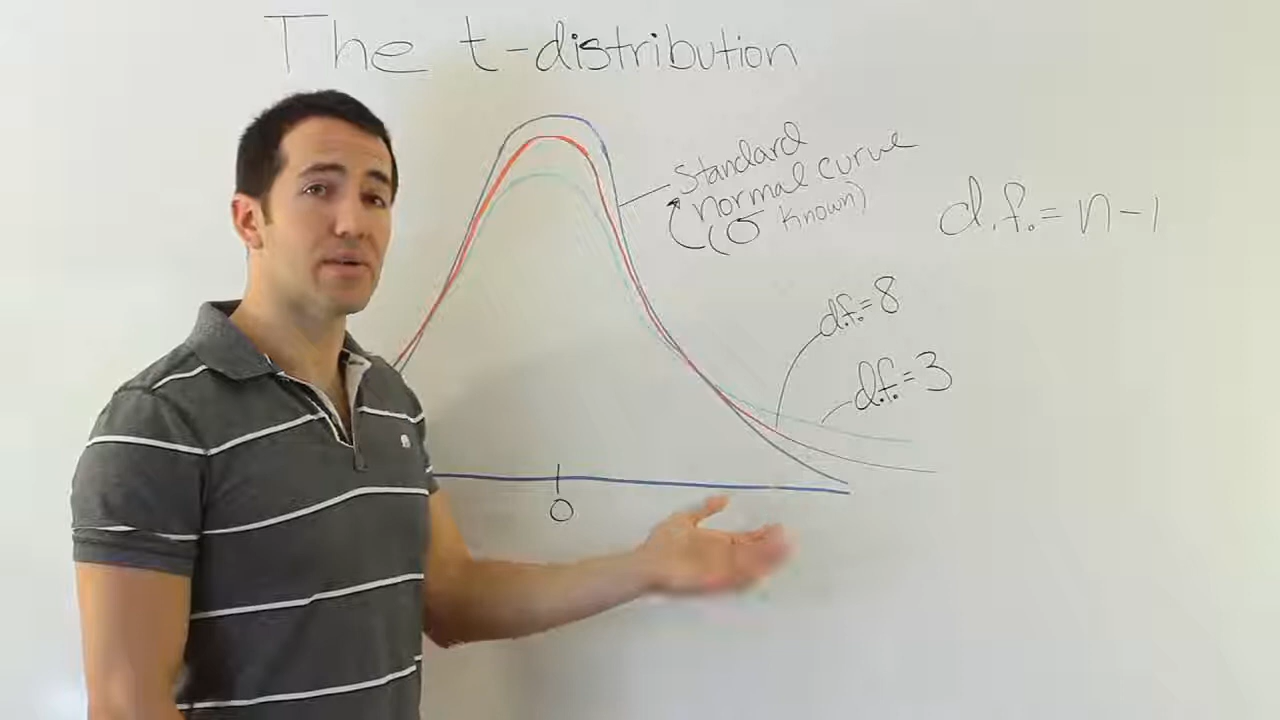 The t-distribution
Standard
normal curve
(σ known)
d.f. = n-1
d.f. = 8
d.f. = 3
0